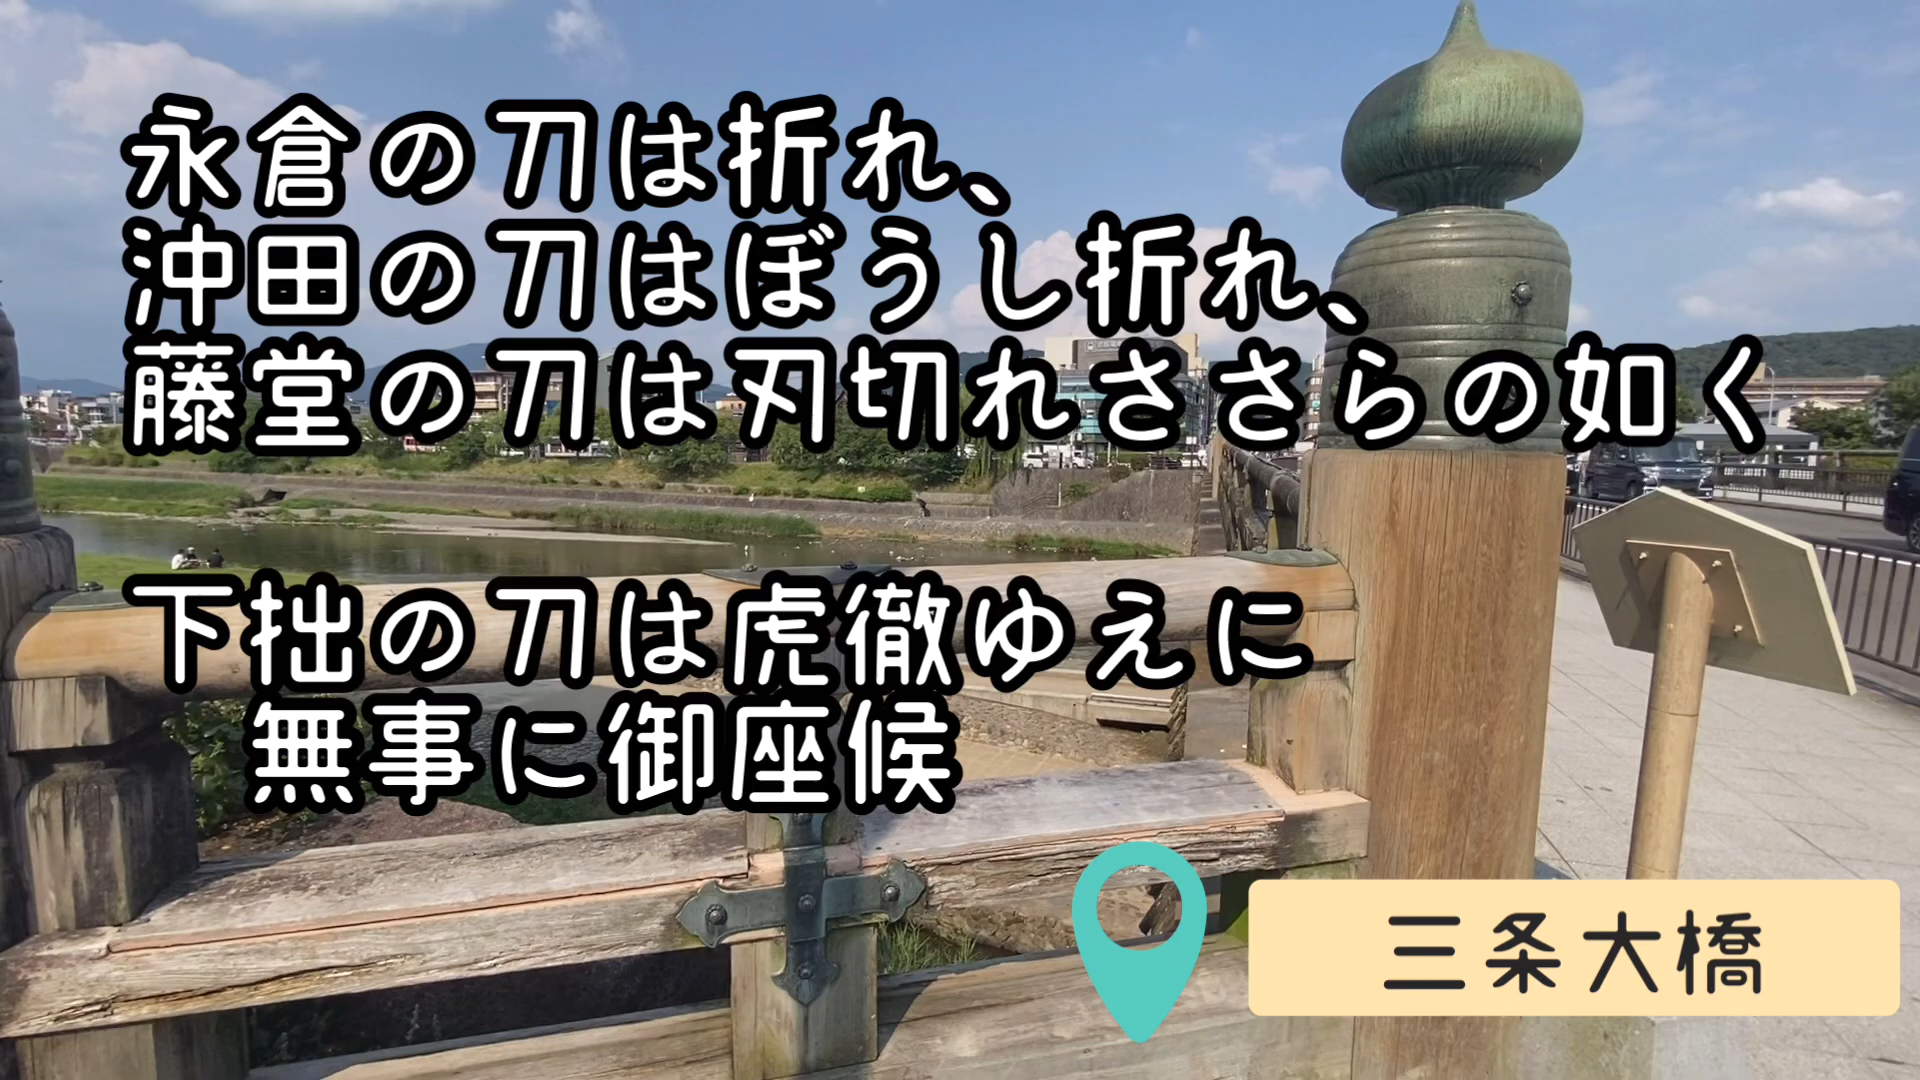 永倉の刀は折れ、
沖田の刀はぼうし折れ、
藤堂の刀は刃切れささらの如く
下拙の刀は虎徹ゆえに
無事に御座候
三条大橋